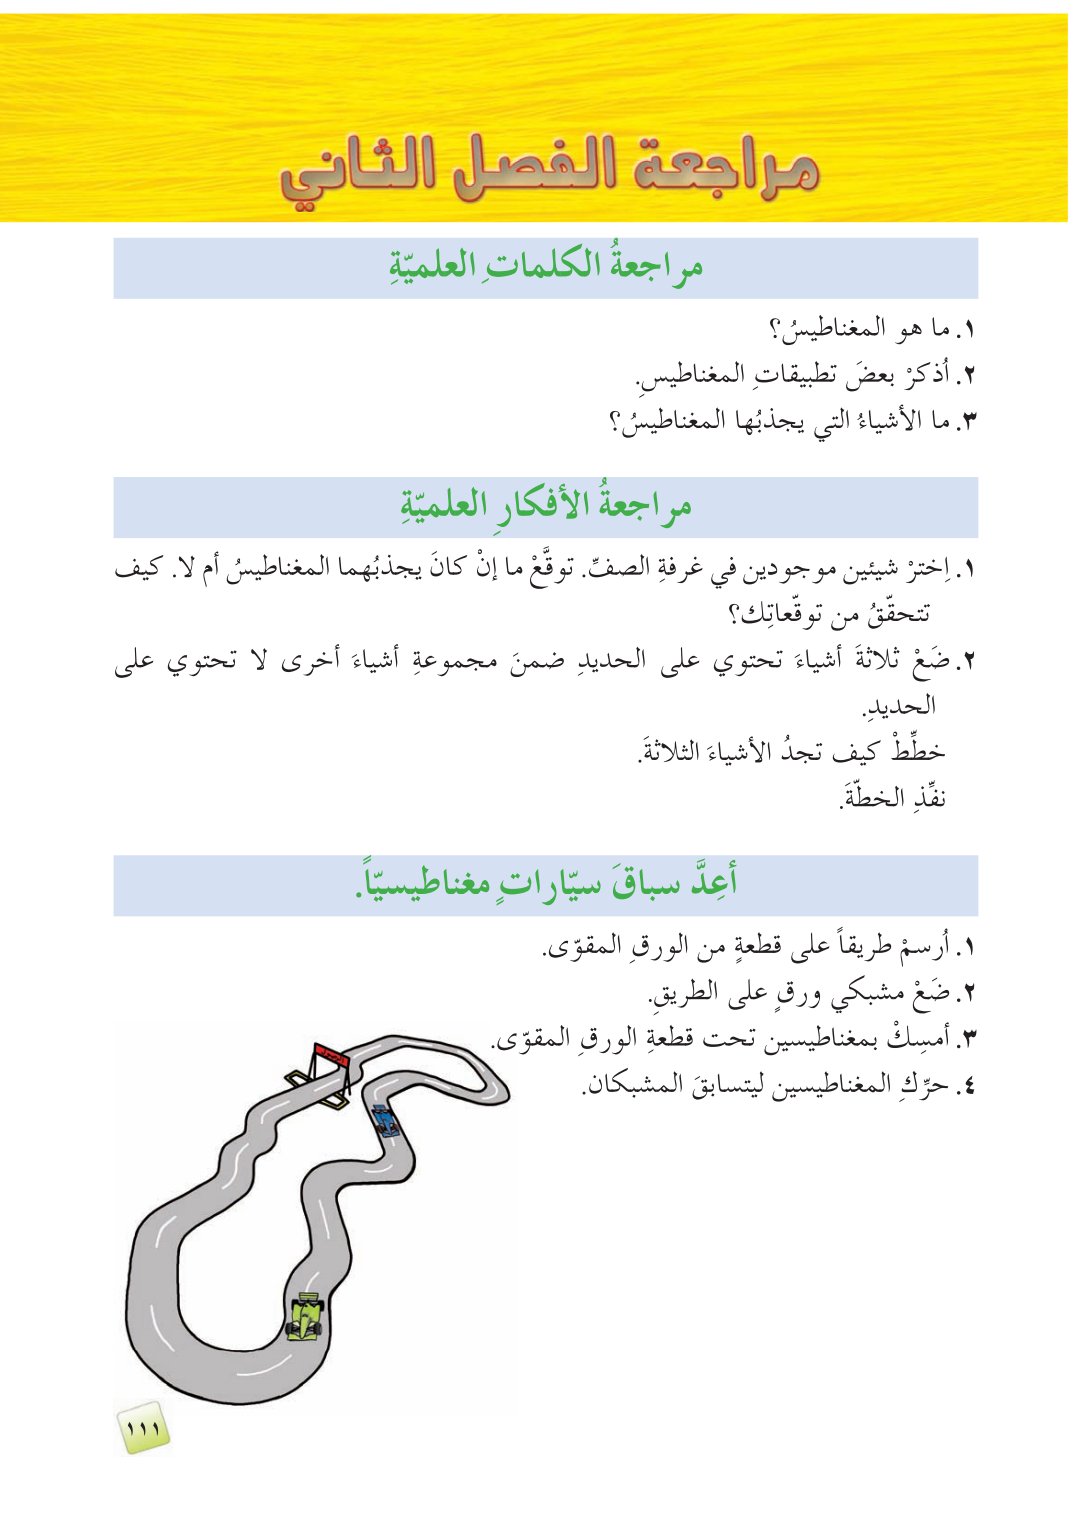 مراجعة الفصل الثاني
مراجعةُ الكلماتِ العلميّةِ
١. ما هو المغناطيسُ؟
٢. اُذكرْ بعضَ تطبيقاتِ المغناطيسِ.
٣. ما الأشياءُ التي يجذبُها المغناطيسُ؟
مراجعةُ الأفكارِ العلميّةِ
١. اِخترْ شيئين موجودين في غرفةِ الصفِّ. توقَّعْ ما إنْ كانَ يجذبُهما المغناطيسُ أم لا. كيف
تتحقّقُ من توقّعاتِك؟
٢. ضَعْ ثلاثةَ أشياءَ تحتوي على الحديدِ ضمنَ مجموعةِ أشياءَ أخرى لا تحتوي على
الحديدِ.
خطِّطْ كيف تجدُ الأشياءَ الثلاثةَ.
نفِّذِ الخطّةَ.
أعِدَّ سباقَ سيّاراتٍ مغناطيسيّاً.
١. اُرسمْ طريقاً على قطعةٍ من الورقِ المقوّى.
٢. ضَعْ مشبكي ورقٍ على الطريقِ.
٣. أمسِكْ بمغناطيسين تحت قطعةِ الورقِ المقوّى.
٤. حرِّكِ المغناطيسين ليتسابقَ المشبكان.
الوصول
١١١